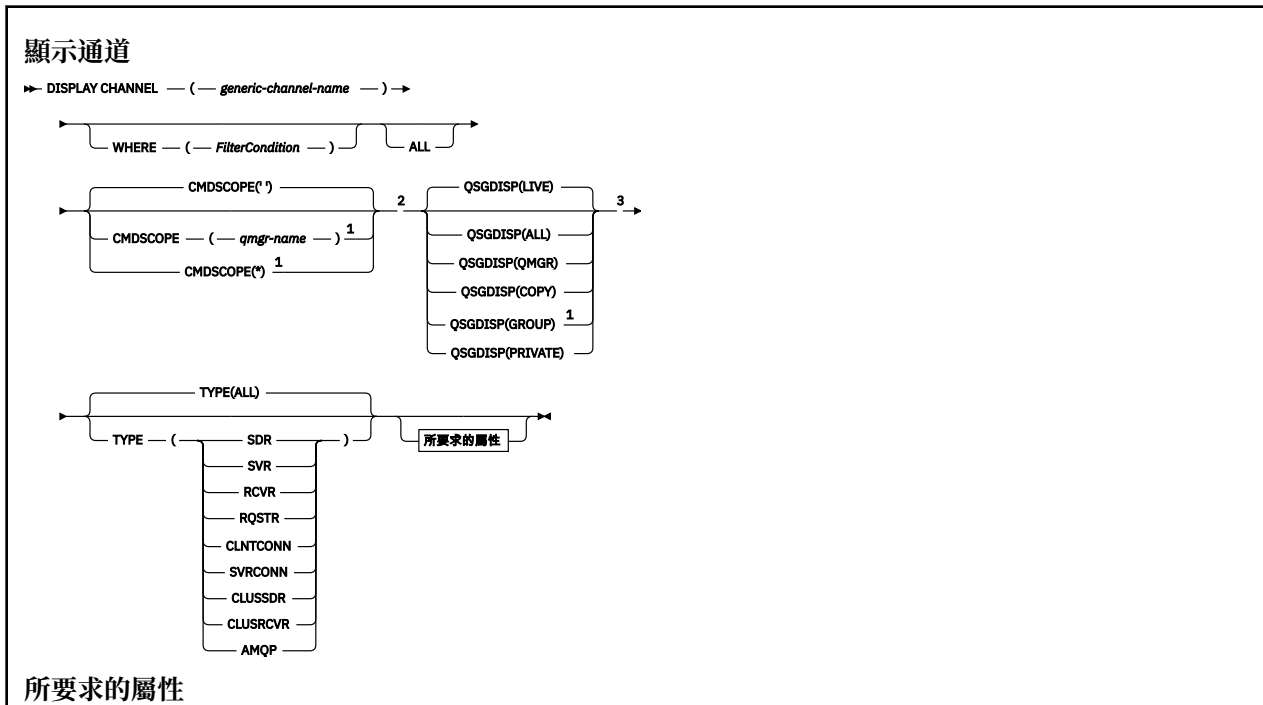 顯示通道
DISPLAY CHANNEL ( generic-channel-name )
WHERE ( FilterCondition ) ALL
CMDSCOPE(' ')
CMDSCOPE ( qmgr-name ) 1
CMDSCOPE(*) 1
2
QSGDISP(LIVE)
QSGDISP(ALL)
QSGDISP(QMGR)
QSGDISP(COPY)
QSGDISP(GROUP) 1
QSGDISP(PRIVATE)
3
TYPE(ALL)
TYPE ( SDR )
SVR
RCVR
RQSTR
CLNTCONN
SVRCONN
CLUSSDR
CLUSRCVR
AMQP
所要求的屬性
所要求的屬性